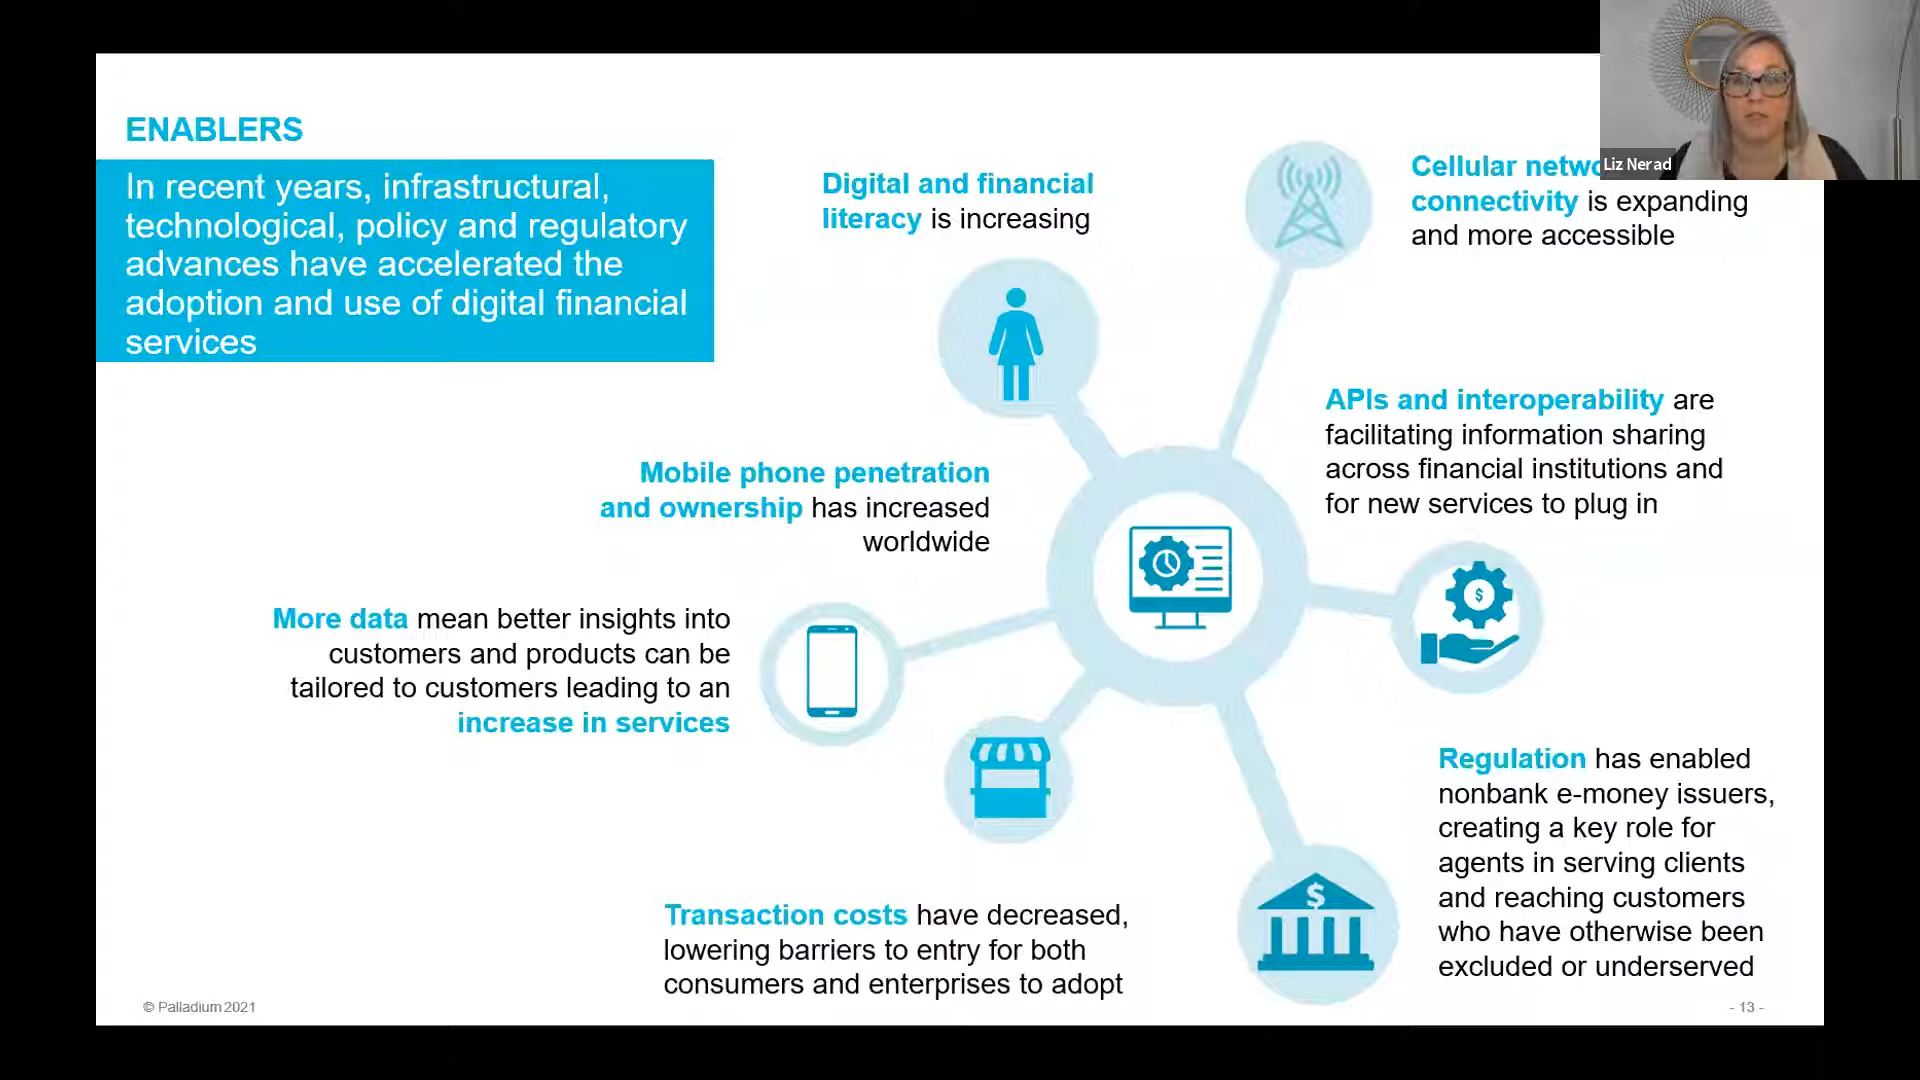 ENABLERS
In recent years, infrastructural,
technological, policy and regulatory
advances have accelerated the
adoption and use of digital financial
services
Digital and financial
literacy is increasing
Cellular netwo
connectivity is expanding
and more accessible
Liz Nerad
APIs and interoperability are
facilitating information sharing
across financial institutions and
for new services to plug in
Mobile phone penetration
and ownership has increased
worldwide
More data mean better insights into
customers and products can be
tailored to customers leading to an
increase in services
$
Regulation has enabled
nonbank e-money issuers,
creating a key role for
agents in serving clients
and reaching customers
who have otherwise been
excluded or underserved
$
Transaction costs have decreased,
lowering barriers to entry for both
consumers and enterprises to adopt
© Palladium 2021
- 13 -